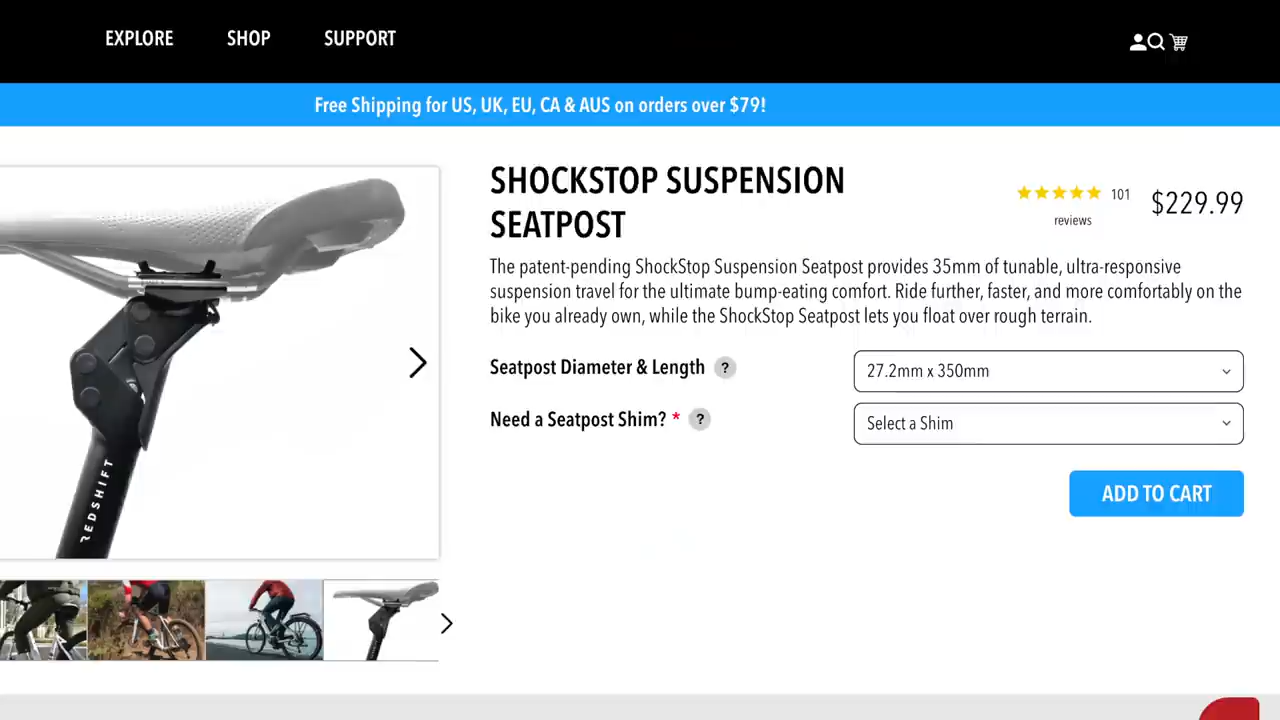 EXPLORE SHOP SUPPORT
Free Shipping for US, UK, EU, CA & AUS on orders over $79!
SHOCKSTOP SUSPENSION
SEATPOST
101
reviews
$229.99
The patent-pending ShockStop Suspension Seatpost provides 35mm of tunable, ultra-responsive
suspension travel for the ultimate bump-eating comfort. Ride further, faster, and more comfortably on the
bike you already own, while the ShockStop Seatpost lets you float over rough terrain.
Seatpost Diameter & Length ? 27.2mm x 350mm
Need a Seatpost Shim? * ? Select a Shim
ADD TO CART
REDSHIFT